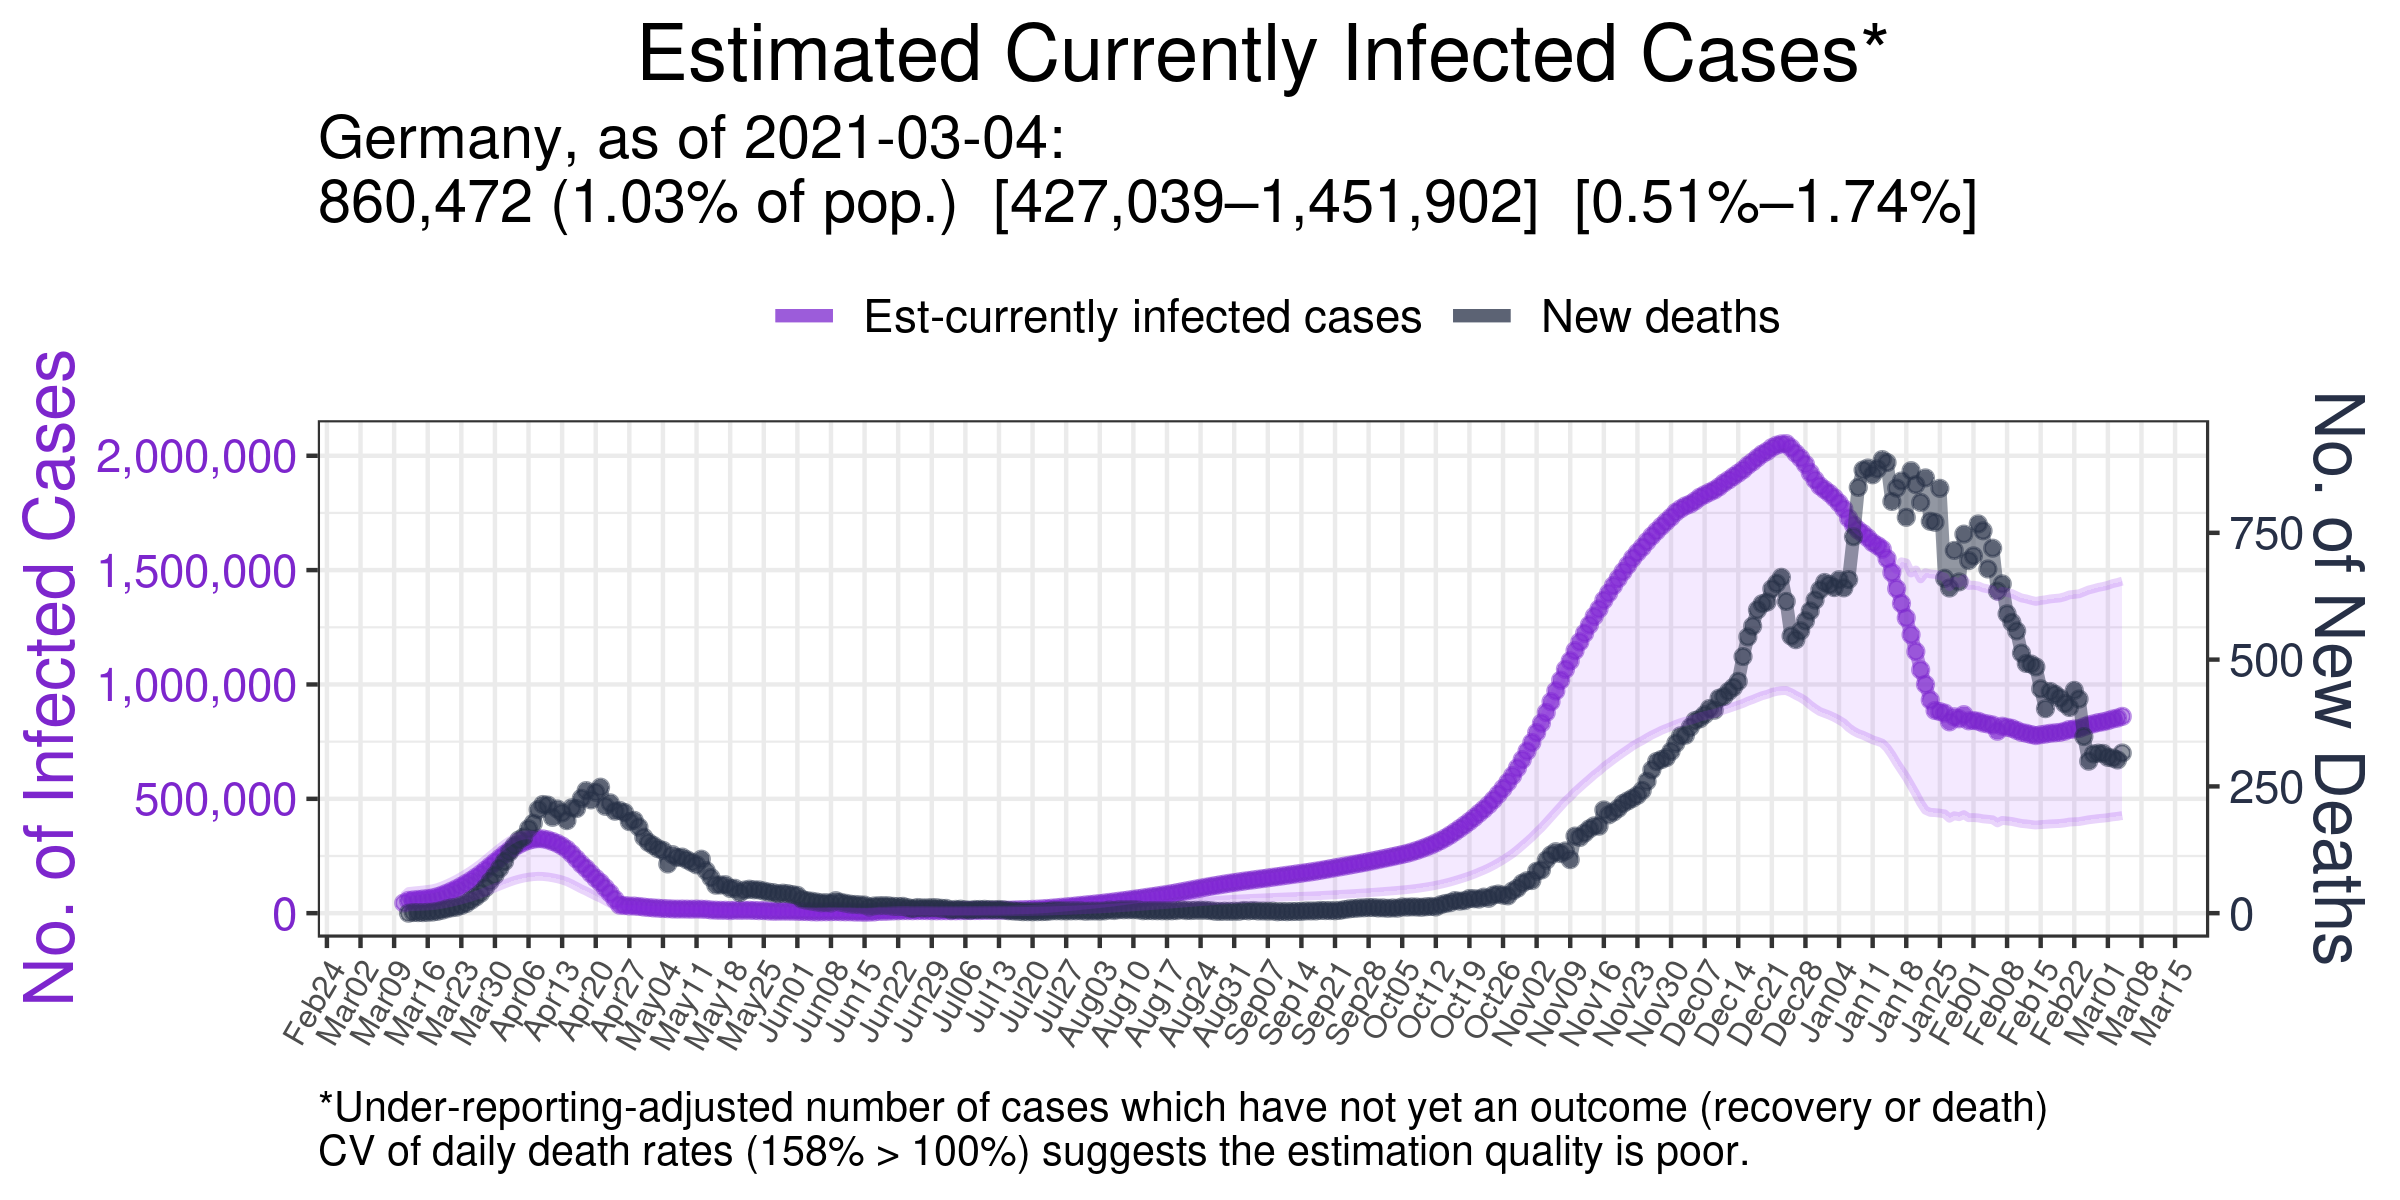 Estimated Currently Infected Cases*
Germany, as of 2021-03-04:
860,472 (1.03% of pop.) [427,039–1,451,902] [0.51%–1.74%]
Est-currently infected cases
New deaths
No. of Infected Cases
2,000,000
1,500,000
1,000,000
500,000
0
No. of New Deaths
750
500
250
0
Feb24
Mar02
Mar09
Mar16
Mar23
Mar30
Apr06
Apr13
Apr20
Apr27
May04
May11
May18
May25
Jun01
Jun08
Jun15
Jun22
Jun29
Jul06
Jul13
Jul20
Jul27
Aug03
Aug10
Aug17
Aug24
Aug31
Sep07
Sep14
Sep21
Sep28
Oct05
Oct12
Oct19
Oct26
Nov02
Nov09
Nov16
Nov23
Nov30
Dec07
Dec14
Dec21
Dec28
Jan04
Jan11
Jan18
Jan25
Feb01
Feb08
Feb15
Feb22
Mar01
Mar08
Mar15
*Under-reporting-adjusted number of cases which have not yet an outcome (recovery or death)
CV of daily death rates (158% > 100%) suggests the estimation quality is poor.